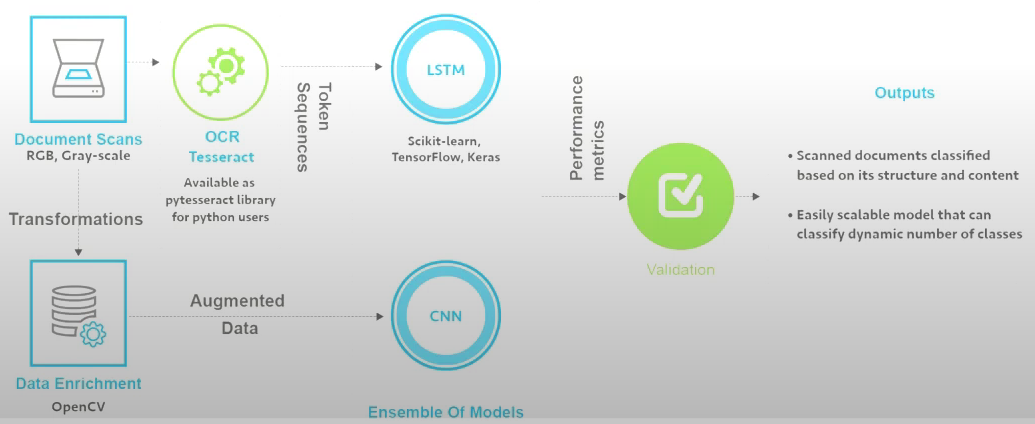 Document Scans
RGB, Gray-scale
OCR
Tesseract
Available as
pytesseract library
for python users
Token
Sequences
LSTM
Scikit-learn,
TensorFlow, Keras
Transformations
Data Enrichment
OpenCV
Augmented
Data
CNN
Ensemble Of Models
Performance
metrics
Validation
Outputs
• Scanned documents classified
based on its structure and content
• Easily scalable model that can
classify dynamic number of classes